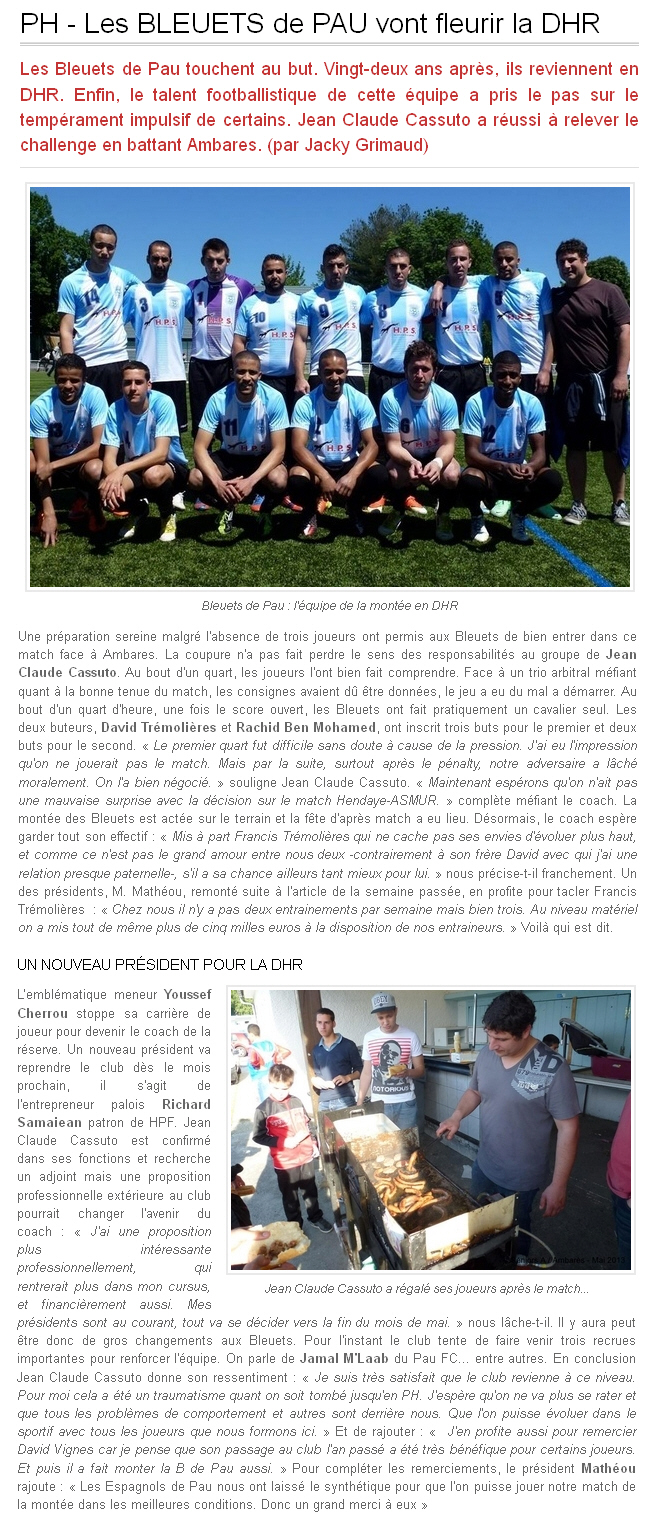 PH - Les BLEUETS de PAU vont fleurir la DHR
Les Bleuets de Pau touchent au but. Vingt-deux ans après, ils reviennent en
DHR. Enfin, le talent footballistique de cette équipe a pris le pas sur le
tempérament impulsif de certains. Jean Claude Cassuto a réussi à relever le
challenge en battant Ambares. (par Jacky Grimaud)
14
3
1
10
H.P.S.
9
H.P.S.
8
H.P.S.
H.P.S.
5
11
H.P.S.
12
Bleuets de Pau : l'équipe de la montée en DHR
Une préparation sereine malgré l'absence de trois joueurs ont permis aux Bleuets de bien entrer dans ce
match face à Ambares. La coupure n'a pas fait perdre le sens des responsabilités au groupe de Jean
Claude Cassuto. Au bout d'un quart, les joueurs l'ont bien fait comprendre. Face à un trio arbitral méfiant
quant à la bonne tenue du match, les consignes avaient dû être données, le jeu a eu du mal a démarrer. Au
bout d'un quart d'heure, une fois le score ouvert, les Bleuets ont fait pratiquement un cavalier seul. Les
deux buteurs, David Trémolières et Rachid Ben Mohamed, ont inscrit trois buts pour le premier et deux
buts pour le second. « Le premier quart fut difficile sans doute à cause de la pression. J'ai eu l'impression
qu'on ne jouerait pas le match. Mais par la suite, surtout après le pénalty, notre adversaire a lâché
moralement. On l'a bien négocié. » souligne Jean Claude Cassuto. « Maintenant espérons qu'on n'ait pas
une mauvaise surprise avec la décision sur le match Hendaye-ASMUR. » complète méfiant le coach. La
montée des Bleuets est actée sur le terrain et la fête d'après match a eu lieu. Désormais, le coach espère
garder tout son effectif : « Mis à part Francis Trémolières qui ne cache pas ses envies d'évoluer plus haut,
et comme ce n'est pas le grand amour entre nous deux -contrairement à son frère David avec qui j'ai une
relation presque paternelle-, s'il a sa chance ailleurs tant mieux pour lui. » nous précise-t-il franchement. Un
des présidents, M. Mathéou, remonté suite à l'article de la semaine passée, en profite pour tacler Francis
Trémolières : « Chez nous il n'y a pas deux entrainements par semaine mais bien trois. Au niveau matériel
on a mis tout de même plus de cinq milles euros à la disposition de nos entraineurs. » Voilà qui est dit.
UN NOUVEAU PRÉSIDENT POUR LA DHR
L'emblématique meneur Youssef
Cherrou stoppe sa carrière de
joueur pour devenir le coach de la
réserve. Un nouveau président va
reprendre le club dès le mois
prochain, il s'agit de
l'entrepreneur palois Richard
Samaiean patron de HPF. Jean
Claude Cassuto est confirmé
dans ses fonctions et recherche
un adjoint mais une proposition
professionnelle extérieure au club
pourrait changer l'avenir du
coach : « J'ai une proposition
plus intéressante
professionnellement, qui
rentrerait plus dans mon cursus,
et financièrement aussi. Mes
NOTORIOUS
Jean Claude Cassuto a régalé ses joueurs après le match...
présidents sont au courant, tout va se décider vers la fin du mois de mai. » nous lâche-t-il. Il y aura peut
être donc de gros changements aux Bleuets. Pour l'instant le club tente de faire venir trois recrues
importantes pour renforcer l'équipe. On parle de Jamal M'Laab du Pau FC... entre autres. En conclusion
Jean Claude Cassuto donne son ressentiment : « Je suis très satisfait que le club revienne à ce niveau.
Pour moi cela a été un traumatisme quant on soit tombé jusqu'en PH. J'espère qu'on ne va plus se rater et
que tous les problèmes de comportement et autres sont derrière nous. Que l'on puisse évoluer dans le
sportif avec tous les joueurs que nous formons ici. » Et de rajouter : « J'en profite aussi pour remercier
David Vignes car je pense que son passage au club l'an passé a été très bénéfique pour certains joueurs.
Et puis il a fait monter la B de Pau aussi. » Pour compléter les remerciements, le président Mathéou
rajoute : « Les Espagnols de Pau nous ont laissé le synthétique pour que l'on puisse jouer notre match de
la montée dans les meilleures conditions. Donc un grand merci à eux »